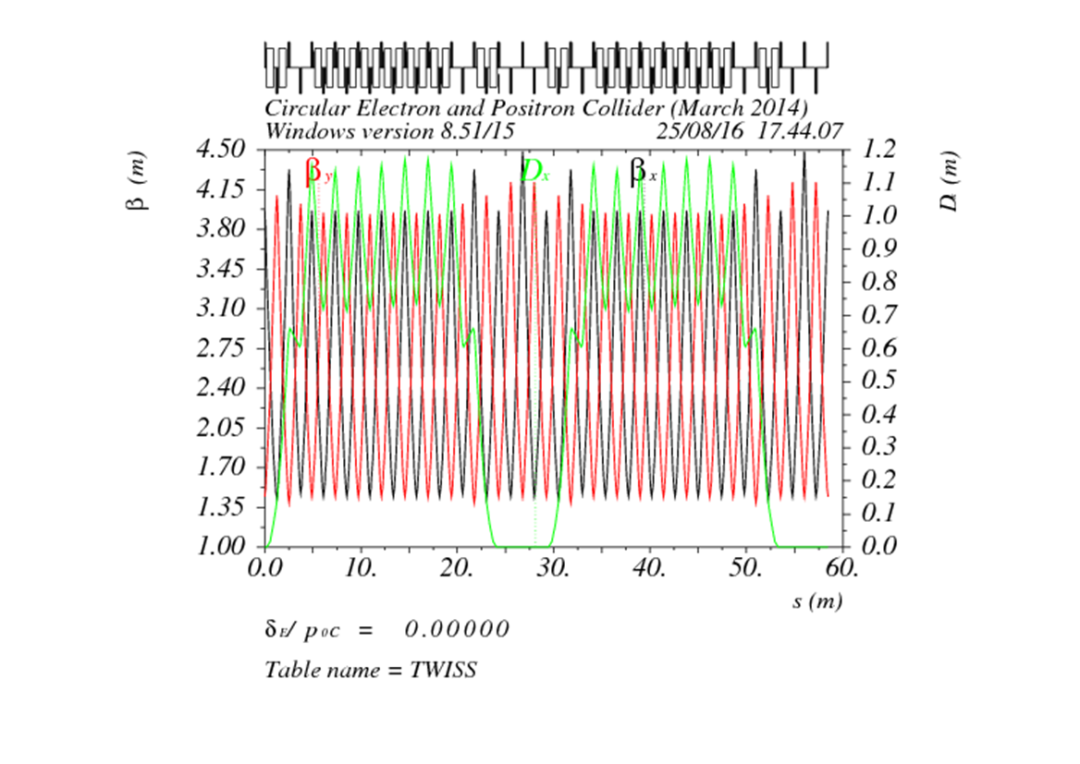 Circular Electron and Positron Collider (March 2014)
Windows version 8.51/15 25/08/16 17.44.07
β (m)
4.50
4.15
3.80
3.45
3.10
2.75
2.40
2.05
1.70
1.35
1.00
βy Dx βx
1.2
1.1
1.0
0.9
0.8
0.7
0.6
0.5
0.4
0.3
0.2
0.1
0.0
D (m)
0.0 10. 20. 30. 40. 50. 60.
s (m)
δE/ p0c = 0.00000
Table name = TWISS